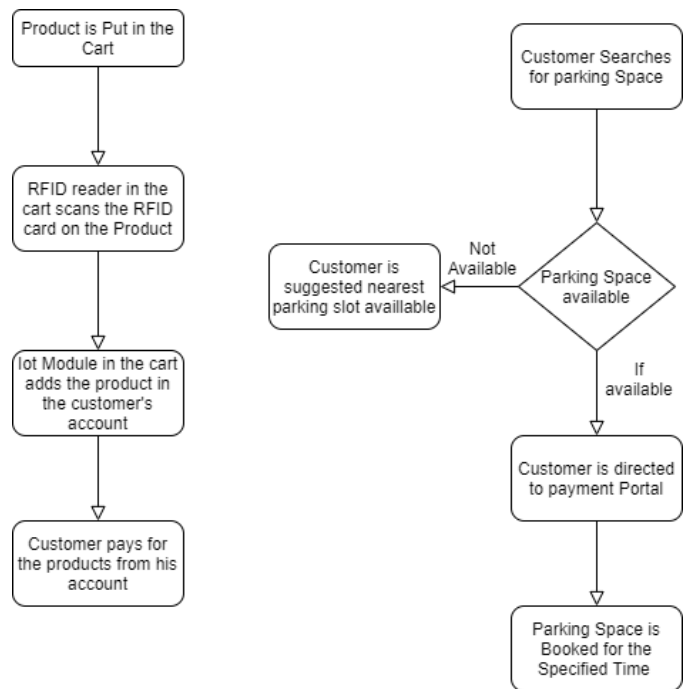 Product is Put in the
Cart
RFID reader in the
cart scans the RFID
card on the Product
Iot Module in the cart
adds the product in
the customer's
account
Customer pays for
the products from his
account
Customer Searches
for parking Space
Parking Space
available
Not
Available
Customer is
suggested nearest
parking slot availlable
If
available
Customer is directed
to payment Portal
Parking Space is
Booked for the
Specified Time